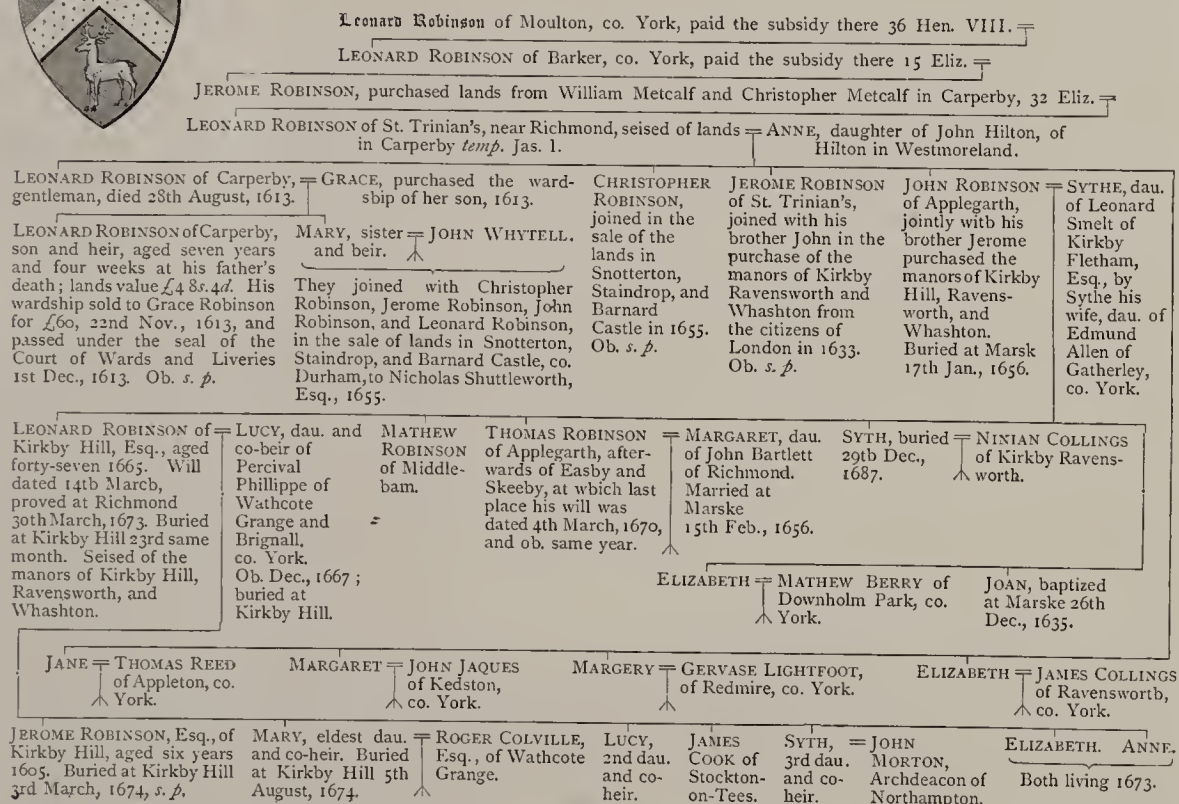 Leonard Robinson of Moulton, co. York, paid the subsidy there 36 Hen. VIII. =
LEONARD ROBINSON of Barker, co. York, paid the subsidy there 15 Eliz. =
JEROME ROBINSON, purchased lands from William Metcalf and Christopher Metcalf in Carperby, 32 Eliz. =
LEONARD ROBINSON of St. Trinian's, near Richmond, seised of lands
in Carperby temp. Jas. 1.
= ANNE, daughter of John Hilton, of
Hilton in Westmoreland.
LEONARD ROBINSON of Carperby,
gentleman, died 28th August, 1613.
= GRACE, purchased the ward-
ship of her son, 1613.
CHRISTOPHER
ROBINSON,
joined in the
sale of the
lands in
Snotterton,
Staindrop, and
Barnard
Castle in 1655.
Ob. s. p.
JEROME ROBINSON
of St. Trinian's,
joined with his
brother John in the
purchase of the
manors of Kirkby
Ravensworth and
Whashton from
the citizens of
London in 1633.
Ob. s. p.
JOHN ROBINSON
of Applegarth,
jointly with his
brother Jerome
purchased the
manors of Kirkby
Hill, Ravens-
worth, and
Whashton.
Buried at Marsk
17th Jan., 1656.
= SYTHE, dau.
of Leonard
Smelt of
Kirkby
Fletham,
Esq., by
Sythe his
wife, dau. of
Edmund
Allen of
Gatherley,
co. York.
LEONARD ROBINSON of Carperby,
son and heir, aged seven years
and four weeks at his father's
death; lands value £4 8s. 4d. His
wardship sold to Grace Robinson
for £60, 22nd Nov., 1613, and
passed under the seal of the
Court of Wards and Liveries
1st Dec., 1613. Ob. s. p.
MARY, sister
and heir.
= JOHN WHYTELL.
They joined with Christopher
Robinson, Jerome Robinson, John
Robinson, and Leonard Robinson,
in the sale of lands in Snotterton,
Staindrop, and Barnard Castle, co.
Durham, to Nicholas Shuttleworth,
Esq., 1655.
LEONARD ROBINSON of
Kirkby Hill, Esq., aged
forty-seven 1665. Will
dated 14th March,
proved at Richmond
30th March, 1673. Buried
at Kirkby Hill 23rd same
month. Seised of the
manors of Kirkby Hill,
Ravensworth, and
Whashton.
= LUCY, dau. and
co-heir of
Percival
Phillippe of
Wathcote
Grange and
Brignall,
co. York.
Ob. Dec., 1667;
buried at
Kirkby Hill.
MATHEW
ROBINSON
of Middle-
ham.
THOMAS ROBINSON
of Applegarth, after-
wards of Easby and
Skeeby, at which last
place his will was
dated 4th March, 1670,
and ob. same year.
= MARGARET, dau.
of John Bartlett
of Richmond.
Married at
Marske
15th Feb., 1656.
SYTH, buried
29th Dec.,
1687.
= NINIAN COLLINGS
of Kirkby Ravens-
worth.
ELIZABETH = MATHEW BERRY of
Downholm Park, co.
York.
JOAN, baptized
at Marske 26th
Dec., 1635.
JANE = THOMAS REED
of Appleton, co.
York.
MARGARET = JOHN JAQUES
of Kedston,
co. York.
MARGERY = GERVASE LIGHTFOOT,
of Redmire, co. York.
ELIZABETH = JAMES COLLINGS
of Ravensworth,
co. York.
JEROME ROBINSON, Esq., of
Kirkby Hill, aged six years
1605. Buried at Kirkby Hill
3rd March, 1674, s. p.
MARY, eldest dau.
and co-heir. Buried
at Kirkby Hill 5th
August, 1674.
= ROGER COLVILLE,
Esq., of Wathcote
Grange.
LUCY,
2nd dau.
and co-
heir.
JAMES
COOK of
Stockton-
on-Tees.
SYTH,
3rd dau.
and co-
heir.
= JOHN
MORTON,
Archdeacon of
Northampton.
ELIZABETH. ANNE.
Both living 1673.